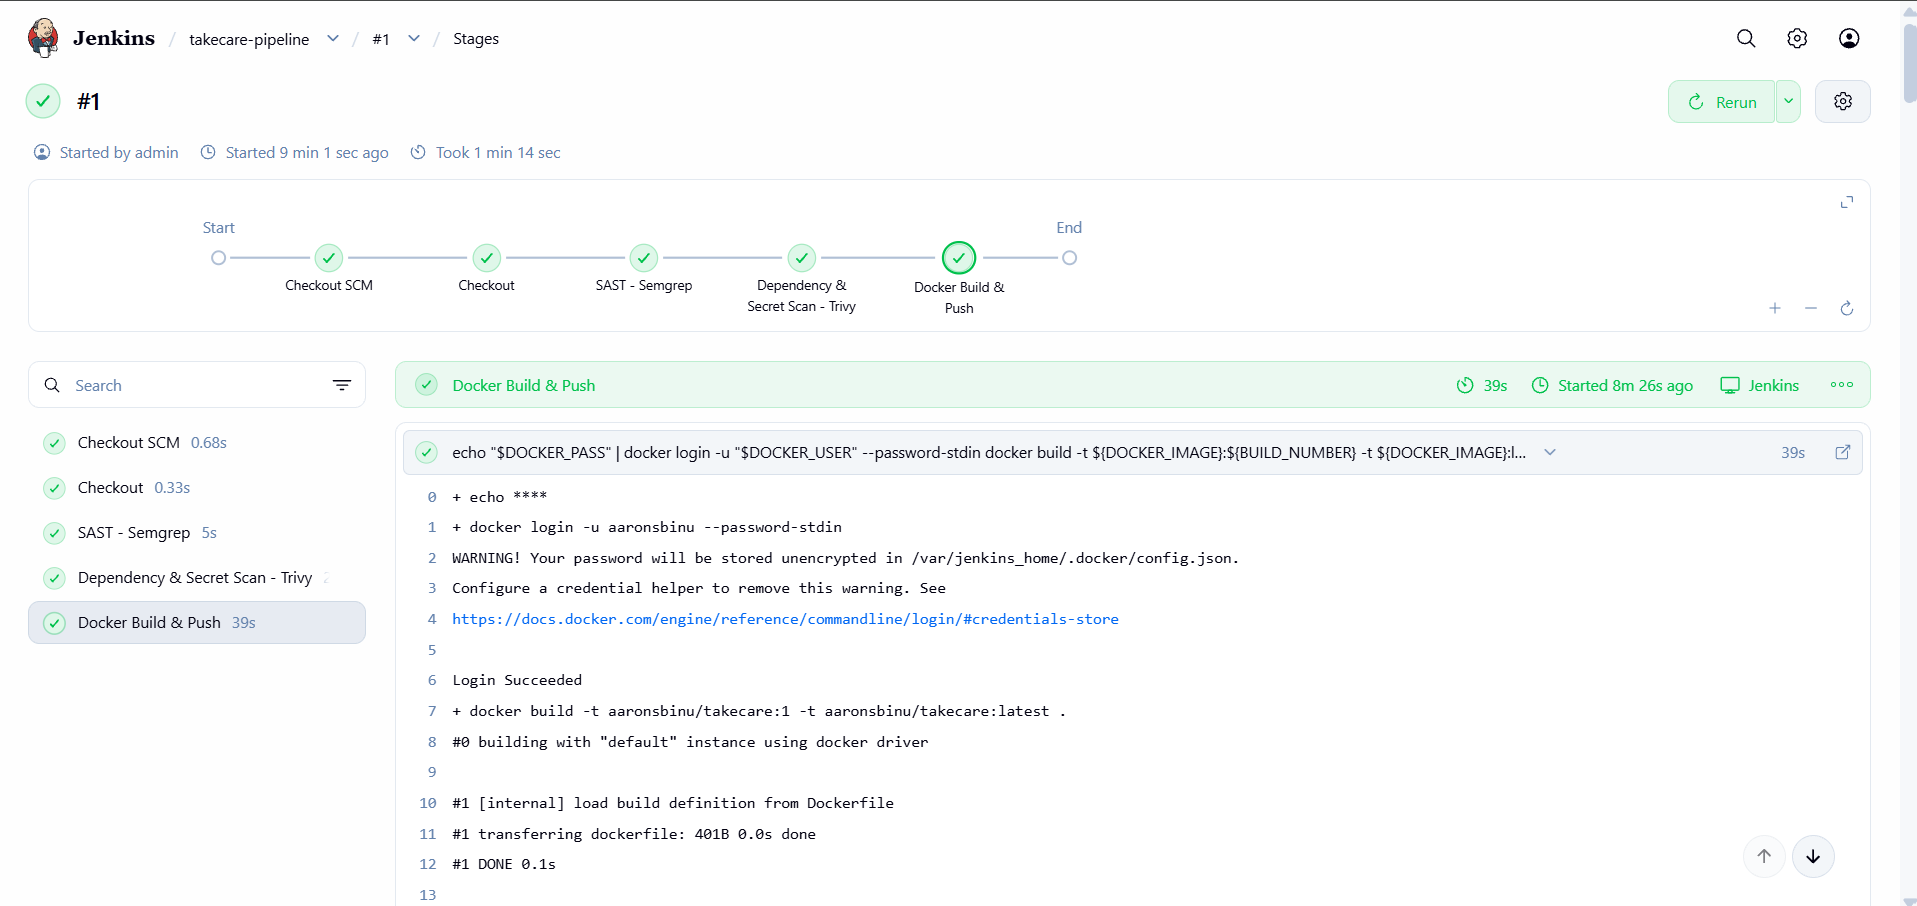 Jenkins / takecare-pipeline / #1 / Stages
#1
Rerun
Started by admin Started 9 min 1 sec ago Took 1 min 14 sec
Start
End
Checkout SCM
Checkout
SAST - Semgrep
Dependency &
Secret Scan - Trivy
Docker Build &
Push
Search
Checkout SCM 0.68s
Checkout 0.33s
SAST - Semgrep 5s
Dependency & Secret Scan - Trivy
Docker Build & Push 39s
Docker Build & Push 39s Started 8m 26s ago Jenkins
echo "$DOCKER_PASS" | docker login -u "$DOCKER_USER" --password-stdin docker build -t ${DOCKER_IMAGE}:${BUILD_NUMBER} -t ${DOCKER_IMAGE}:l... 39s
0 + echo ****
1 + docker login -u aaronsbinu --password-stdin
2 WARNING! Your password will be stored unencrypted in /var/jenkins_home/.docker/config.json.
3 Configure a credential helper to remove this warning. See
4 https://docs.docker.com/engine/reference/commandline/login/#credentials-store
5
6 Login Succeeded
7 + docker build -t aaronsbinu/takecare:1 -t aaronsbinu/takecare:latest .
8 #0 building with "default" instance using docker driver
9
10 #1 [internal] load build definition from Dockerfile
11 #1 transferring dockerfile: 401B 0.0s done
12 #1 DONE 0.1s
13